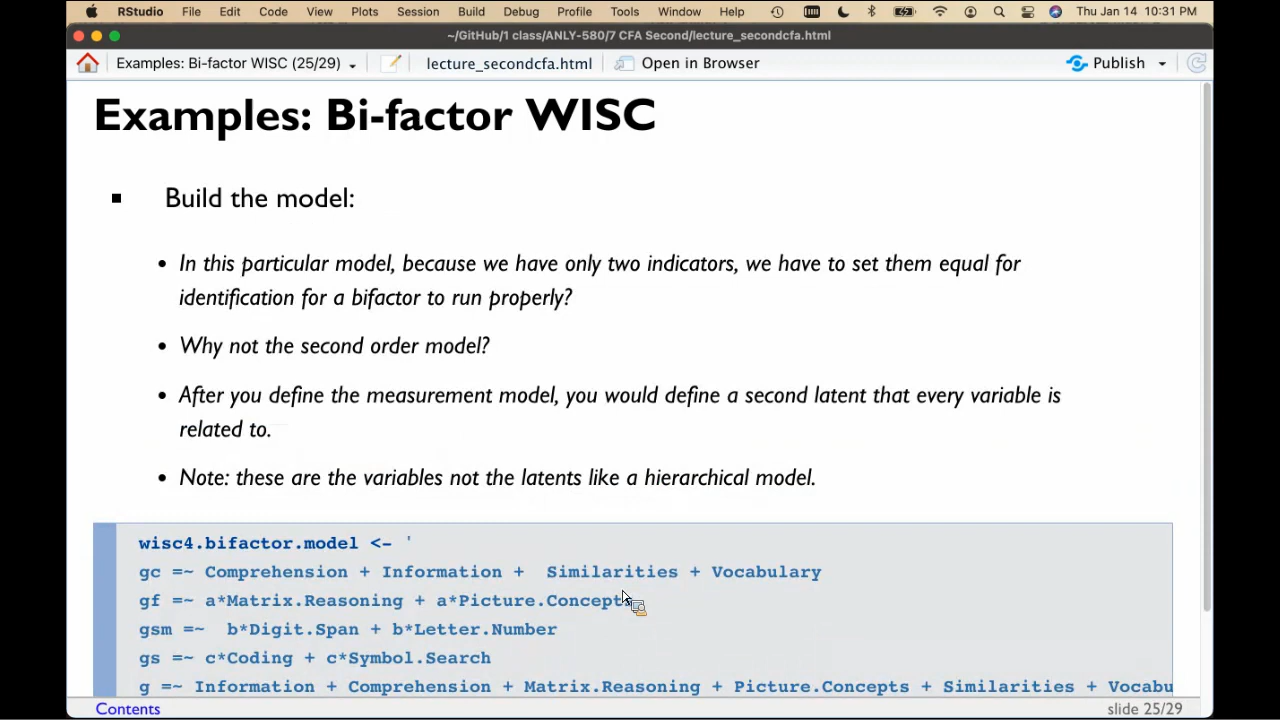 RStudio File Edit Code View Plots Session Build Debug Profile Tools Window Help Thu Jan 14 10:31 PM
~/GitHub/1 class/ANLY-580/7 CFA Second/lecture_secondcfa.html
Examples: Bi-factor WISC (25/29) lecture_secondcfa.html Open in Browser Publish
Examples: Bi-factor WISC
Build the model:
• In this particular model, because we have only two indicators, we have to set them equal for
identification for a bifactor to run properly?
• Why not the second order model?
• After you define the measurement model, you would define a second latent that every variable is
related to.
• Note: these are the variables not the latents like a hierarchical model.
wisc4.bifactor.model <- '
gc =~ Comprehension + Information +  Similarities + Vocabulary
gf =~ a*Matrix.Reasoning + a*Picture.Concepts
gsm =~  b*Digit.Span + b*Letter.Number
gs =~ c*Coding + c*Symbol.Search
g =~ Information + Comprehension + Matrix.Reasoning + Picture.Concepts + Similarities + Vocabu
Contents slide 25/29